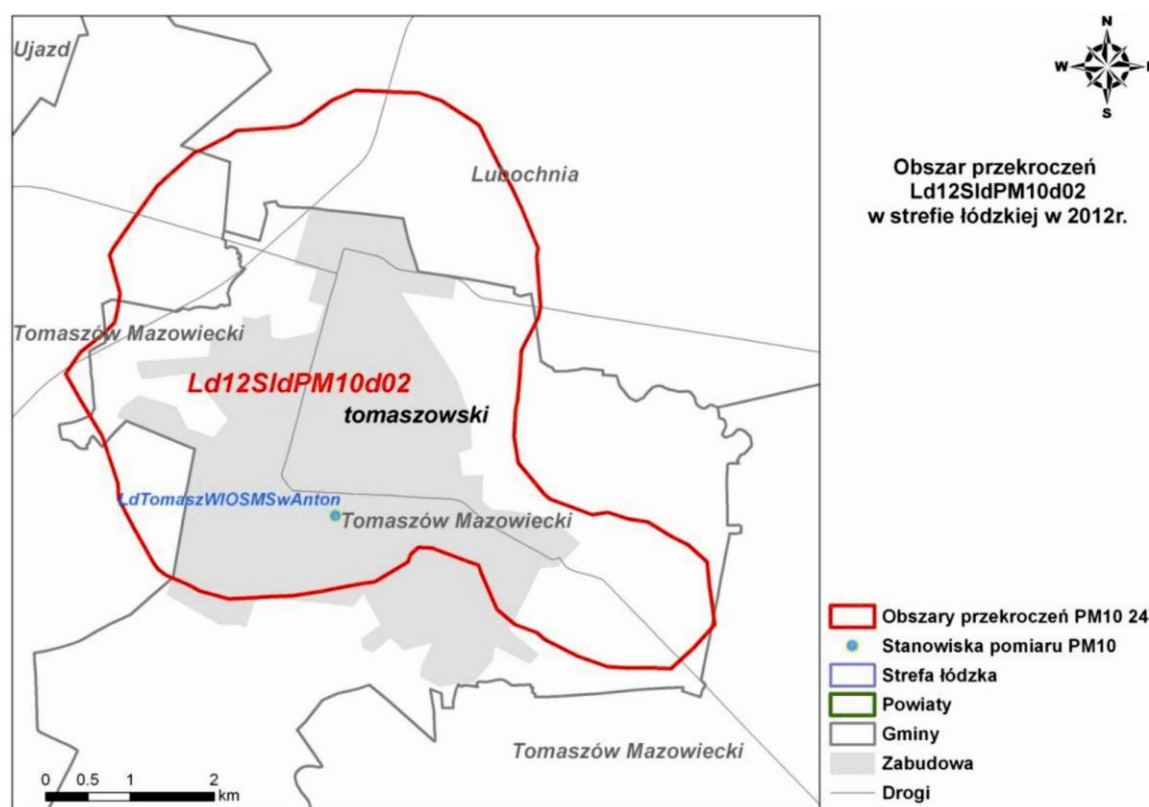 Ujazd
N
W
E
S
Obszar przekroczeń
Ld12SldPM10d02
w strefie łódzkiej w 2012r.
Lubochnia
Tomaszów Mazowiecki
Ld12SldPM10d02
tomaszowski
LdTomaszWIOSMSwAnton
Tomaszów Mazowiecki
Obszary przekroczeń PM10 24
Stanowiska pomiaru PM10
Strefa łódzka
Powiaty
Gminy
Zabudowa
Drogi
Tomaszów Mazowiecki
0 0.5 1 2
km